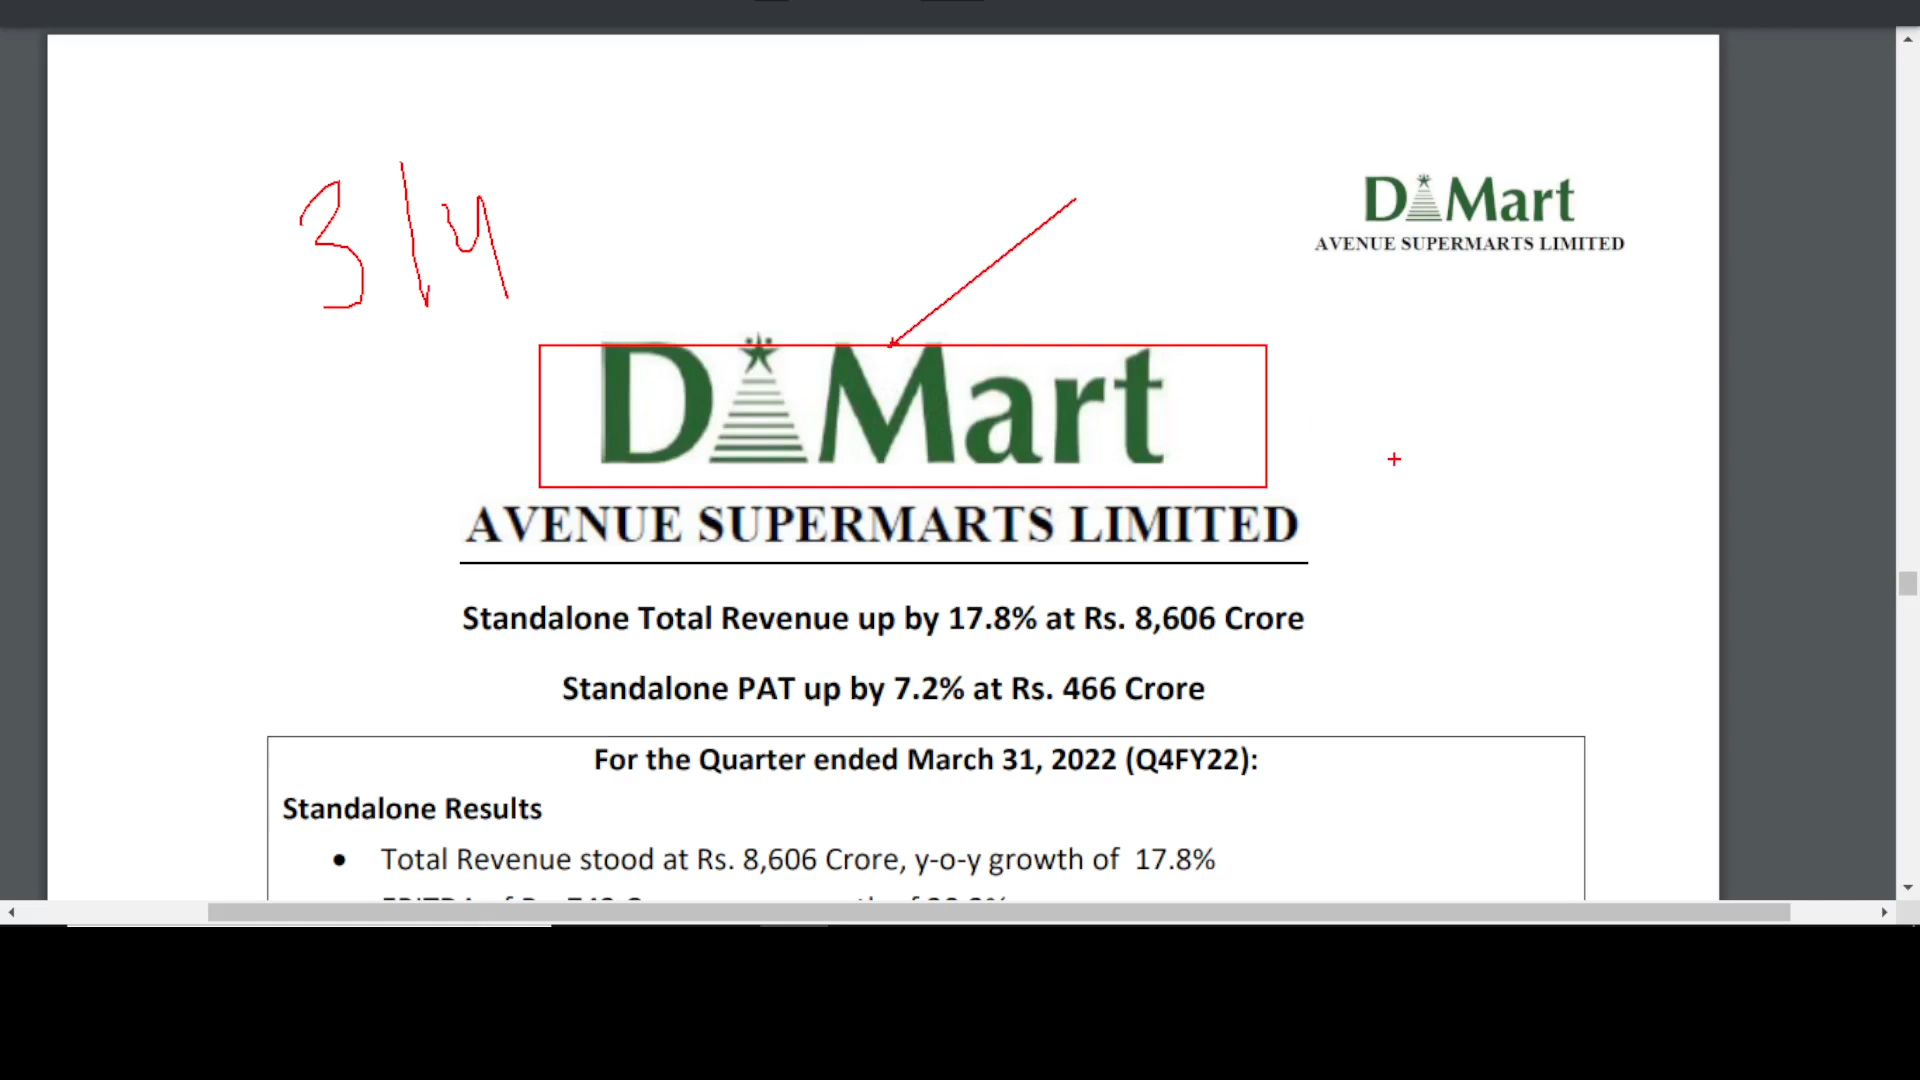 3/4
D Mart
AVENUE SUPERMARTS LIMITED
D Mart
AVENUE SUPERMARTS LIMITED
Standalone Total Revenue up by 17.8% at Rs. 8,606 Crore
Standalone PAT up by 7.2% at Rs. 466 Crore
For the Quarter ended March 31, 2022 (Q4FY22):
Standalone Results
• Total Revenue stood at Rs. 8,606 Crore, y-o-y growth of 17.8%